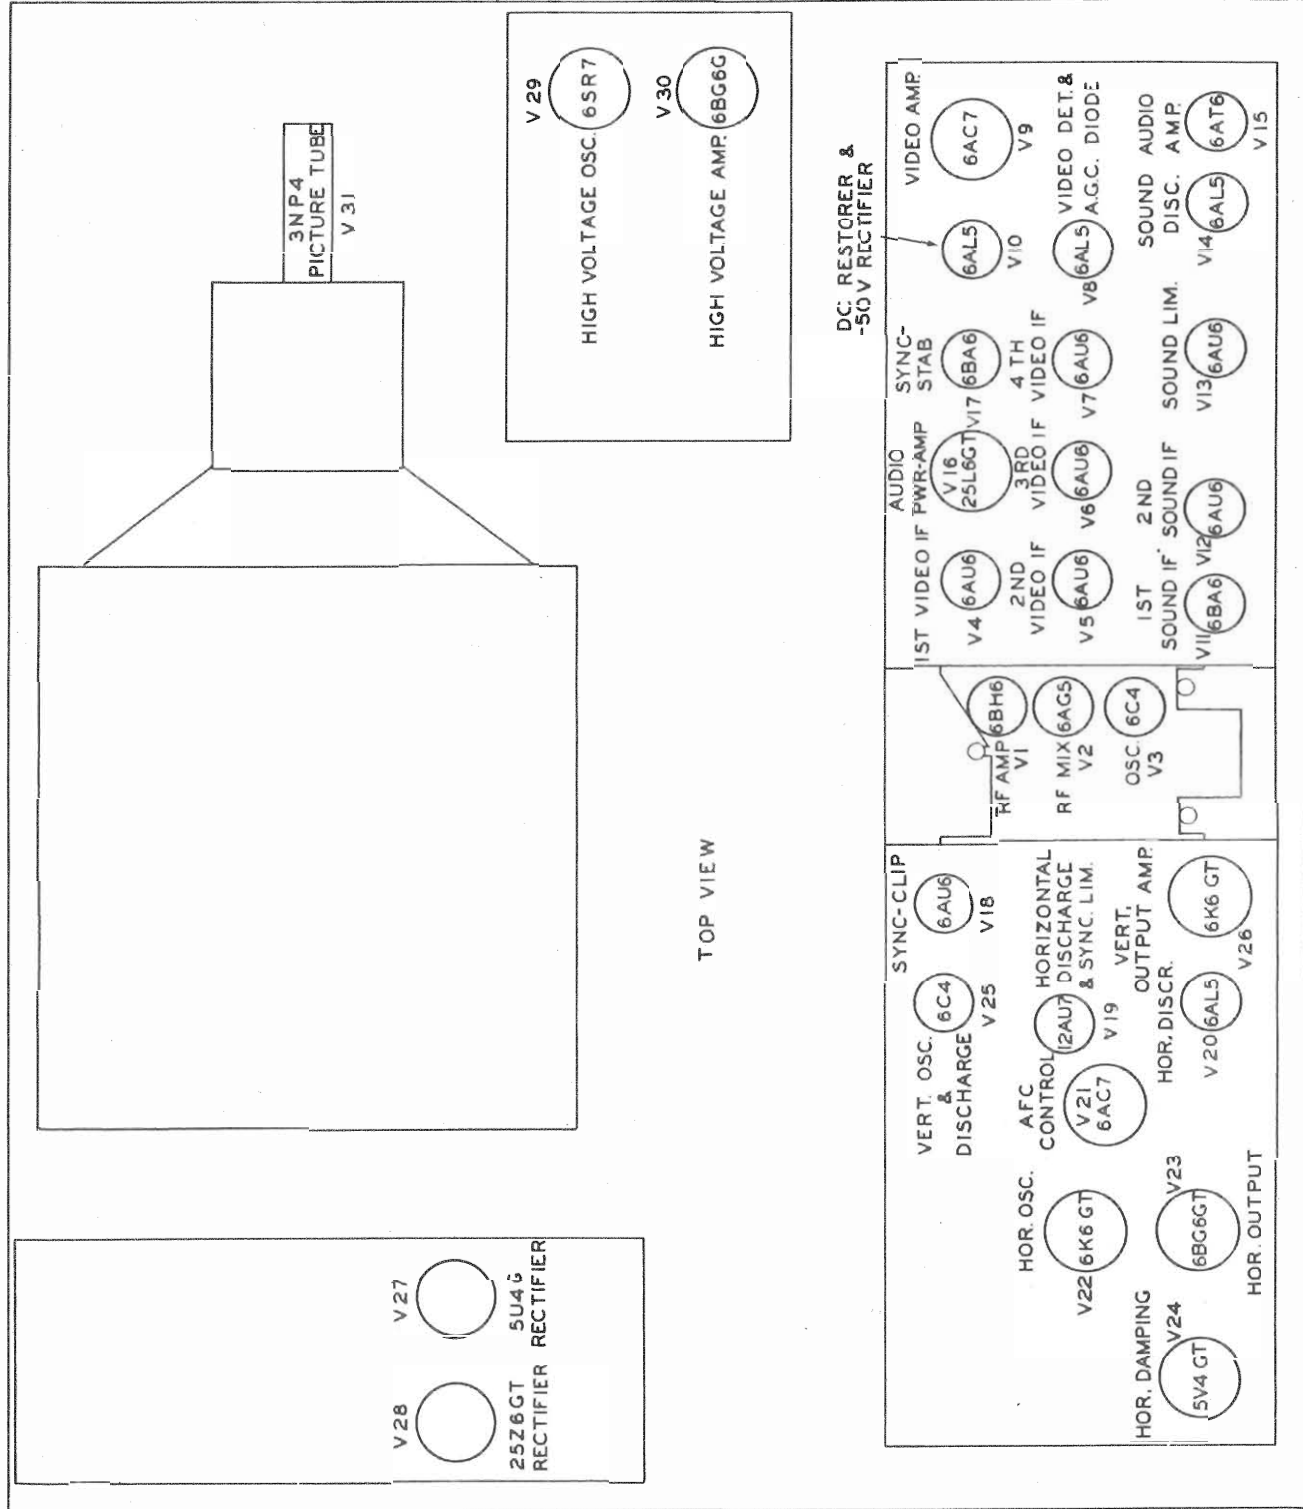 3NP4
PICTURE TUBE
V 31
V 29
6SR7
HIGH VOLTAGE OSC.
V 30
6BG6G
HIGH VOLTAGE AMP.
V27
5U4G
RECTIFIER
V28
25Z6GT
RECTIFIER
TOP VIEW
DC. RESTORER &
-50V RECTIFIER
VIDEO AMP.
6AC7
V9
6AL5
V10
VIDEO DET. &
A.G.C. DIODE
V8
6AL5
SOUND AUDIO
DISC. AMP.
V14
6AL5
6AT6
V15
SYNC-
STAB
6BA6
V17
4TH
VIDEO IF
V7
6AU6
SOUND LIM.
V13
6AU6
AUDIO
PWR-AMP
V16
25L6GT
3RD
VIDEO IF
V6
6AU6
2ND
SOUND IF
V12
6AU6
1ST VIDEO IF
V4
6AU6
2ND
VIDEO IF
V5
6AU6
1ST
SOUND IF
V11
6BA6
6BH6
RF AMP
V1
6AG5
RF MIX
V2
6C4
OSC.
V3
SYNC-CLIP
6AU6
V18
6C4
V25
VERT. OSC.
&
DISCHARGE
HORIZONTAL
DISCHARGE
& SYNC. LIM.
12AU7
V19
AFC
CONTROL
V21
6AC7
VERT.
OUTPUT AMP.
6K6 GT
V26
HOR. DISCR.
V20
6AL5
HOR. OSC.
V22
6K6 GT
V23
6BG6GT
HOR. OUTPUT
HOR. DAMPING
V24
5V4 GT